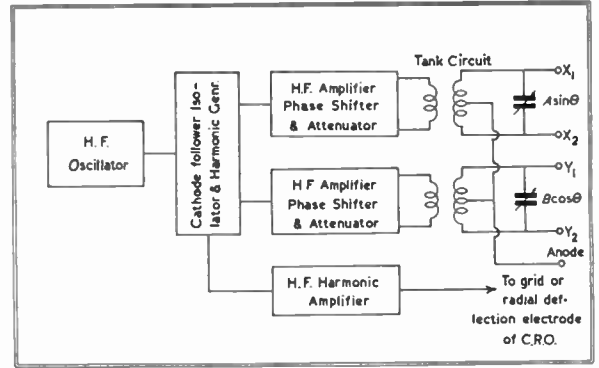 Tank Circuit
H. F.
Oscillator
Cathode follower Iso-
lator & Harmonic Genr.
H.F. Amplifier
Phase Shifter
& Attenuator
X1
A sinθ
X2
H F Amplifier
Phase Shifter
& Attenuator
Y1
Bcosθ
Y2
Anode
H. F. Harmonic
Amplifier
To grid or
radial def-
lection electrode
of C.R.O.